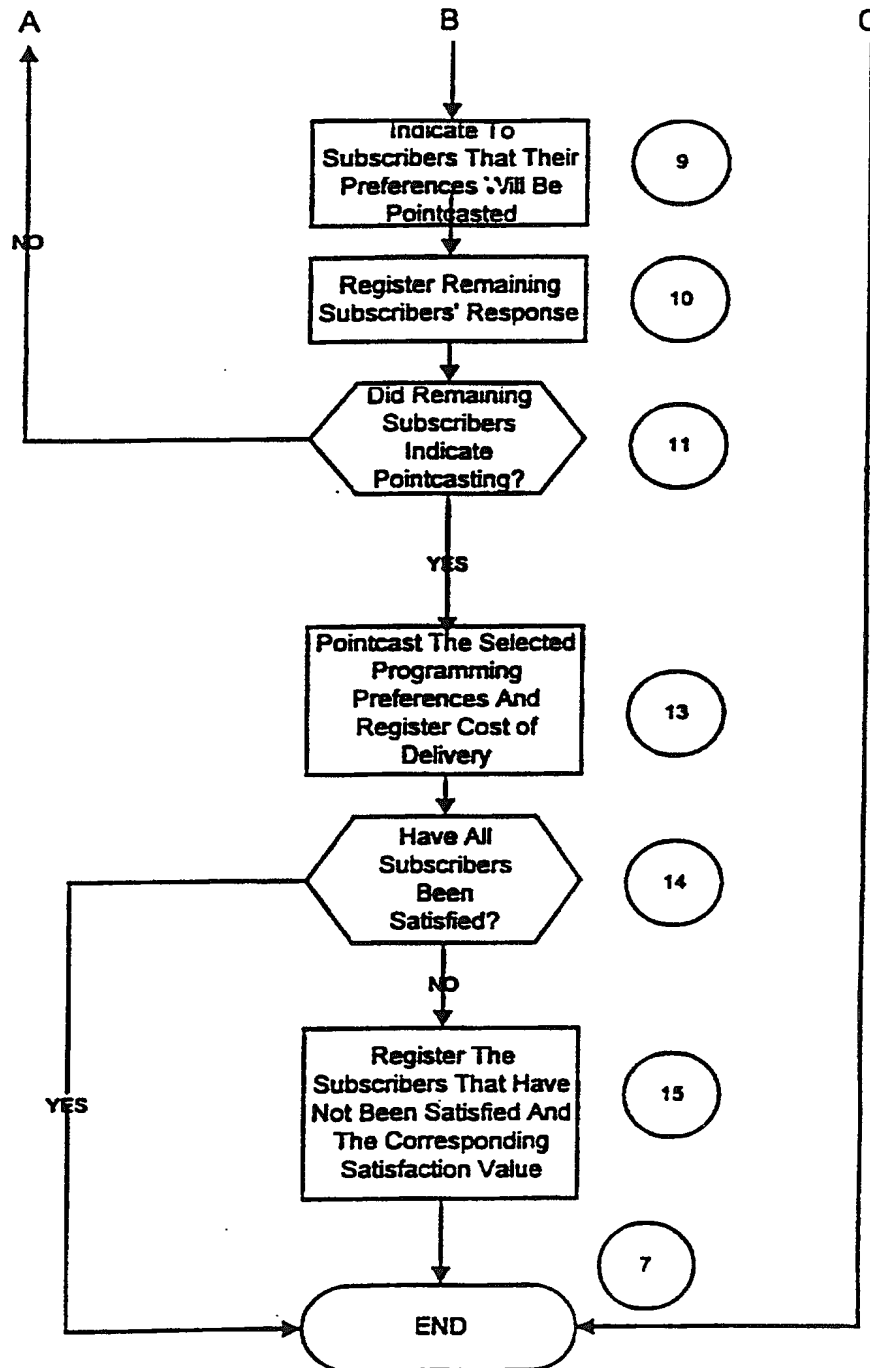 A
B
C
Indicate To
Subscribers That Their
Preferences Will Be
Pointcasted
9
NO
Register Remaining
Subscribers' Response
10
Did Remaining
Subscribers
Indicate
Pointcasting?
11
YES
Pointcast The Selected
Programming
Preferences And
Register Cost of
Delivery
13
Have All
Subscribers
Been
Satisfied?
14
NO
YES
Register The
Subscribers That Have
Not Been Satisfied And
The Corresponding
Satisfaction Value
15
7
END